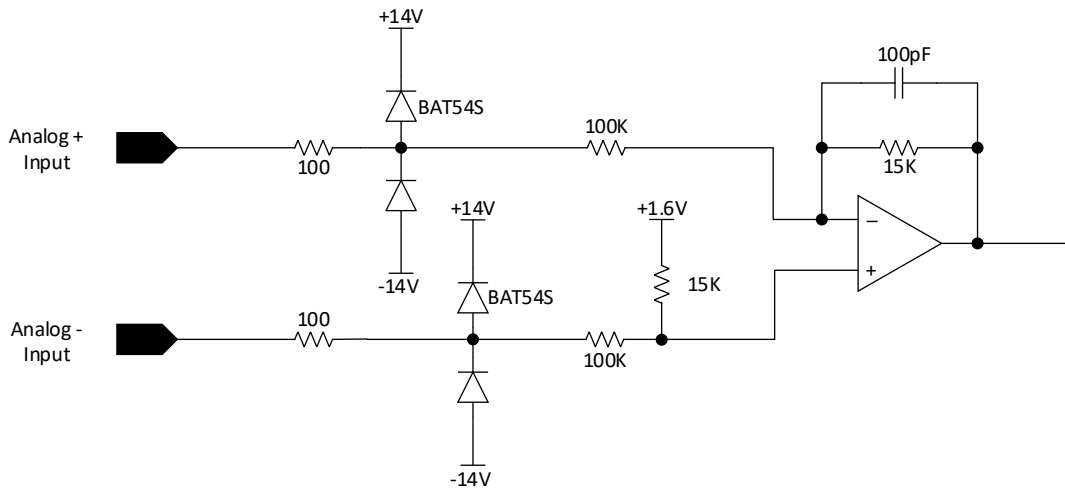 +14V
100pF
BAT54S
Analog +
Input
100
100K
15K
+14V
+1.6V
−
-14V
+
BAT54S
15K
Analog -
Input
100
100K
-14V